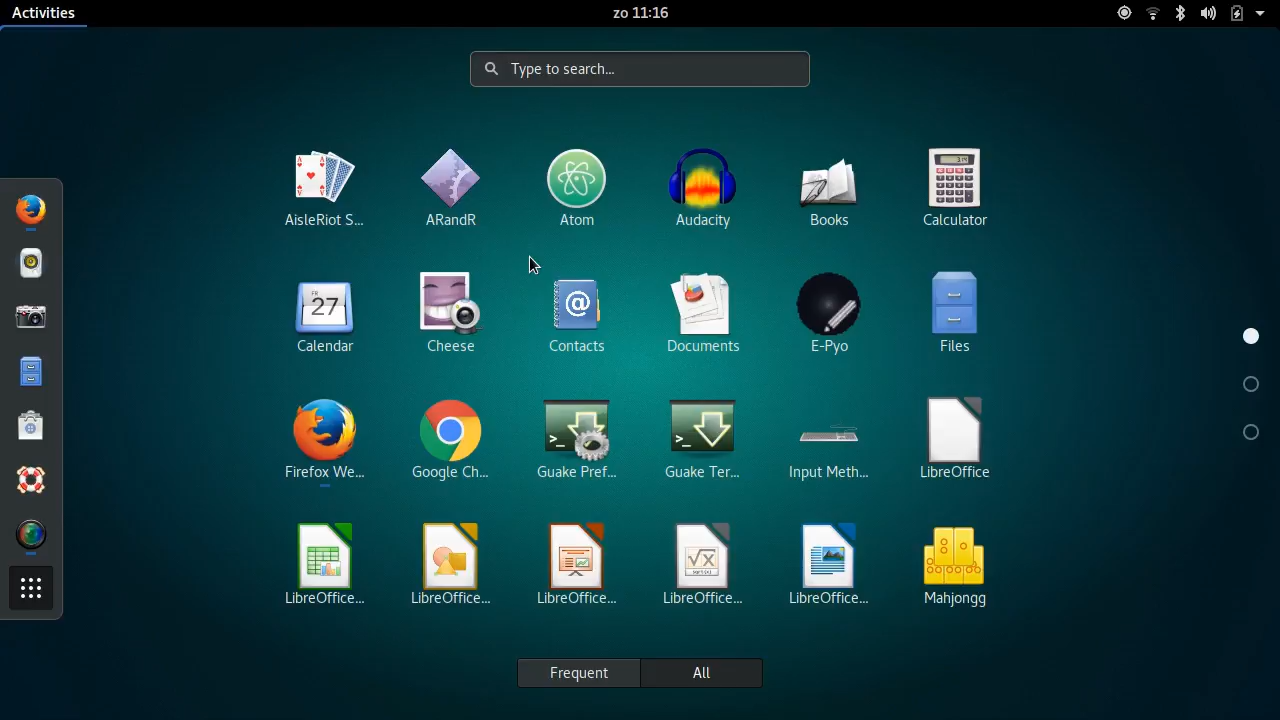 Activities
zo 11:16
Type to search...
AisleRiot S...
ARandR
Atom
Audacity
Books
Calculator
FR
27
Calendar
Cheese
@
Contacts
Documents
E-Pyo
Files
Firefox We...
Google Ch...
>_
Guake Pref...
>_
Guake Ter...
Input Meth...
LibreOffice
LibreOffice...
LibreOffice...
LibreOffice...
LibreOffice...
LibreOffice...
Mahjongg
Frequent
All